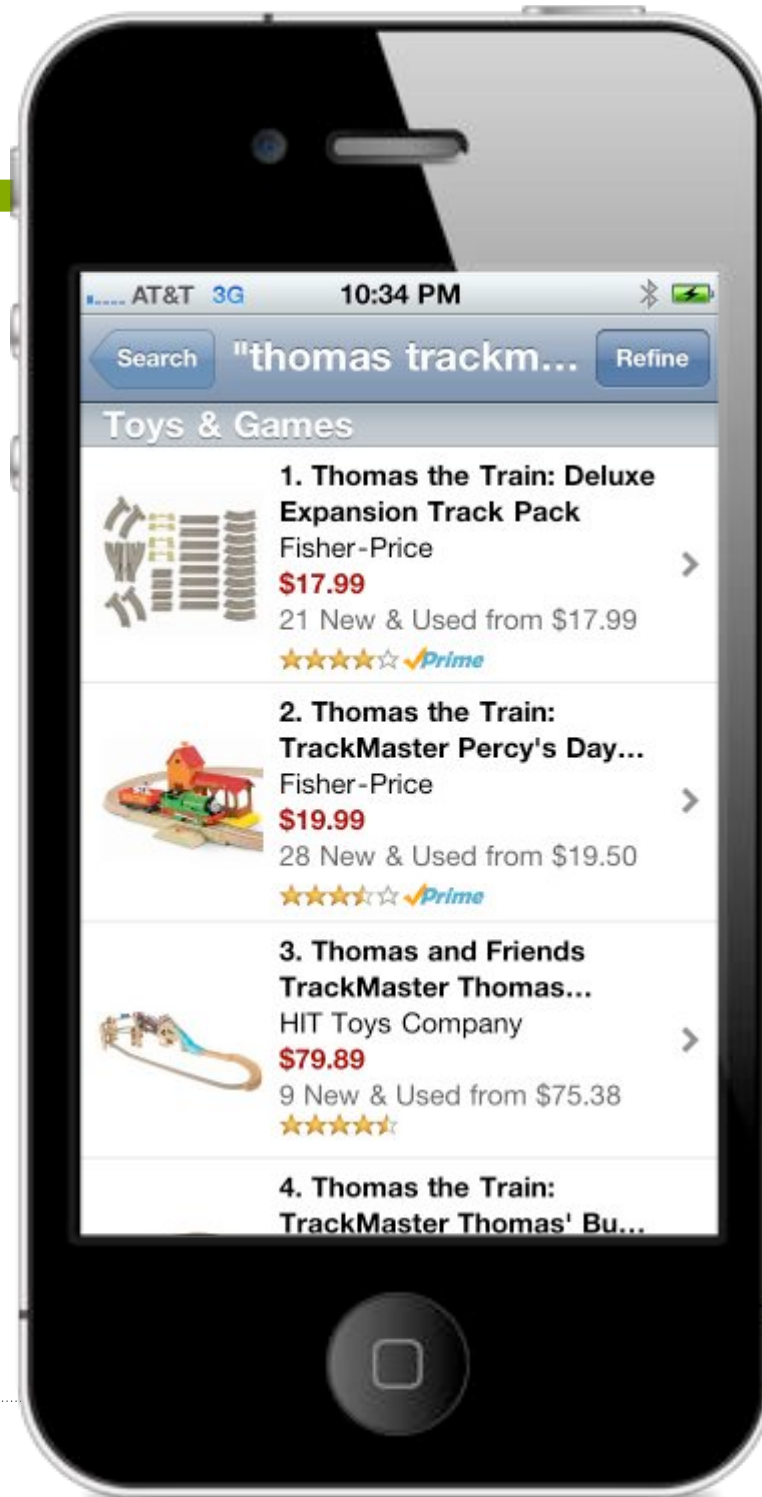 AT&T 3G 10:34 PM
Search "thomas trackm... Refine
Toys & Games
1. Thomas the Train: Deluxe
Expansion Track Pack
Fisher-Price
$17.99
21 New & Used from $17.99
Prime
2. Thomas the Train:
TrackMaster Percy's Day...
Fisher-Price
$19.99
28 New & Used from $19.50
Prime
3. Thomas and Friends
TrackMaster Thomas...
HIT Toys Company
$79.89
9 New & Used from $75.38
4. Thomas the Train:
TrackMaster Thomas' Bu...